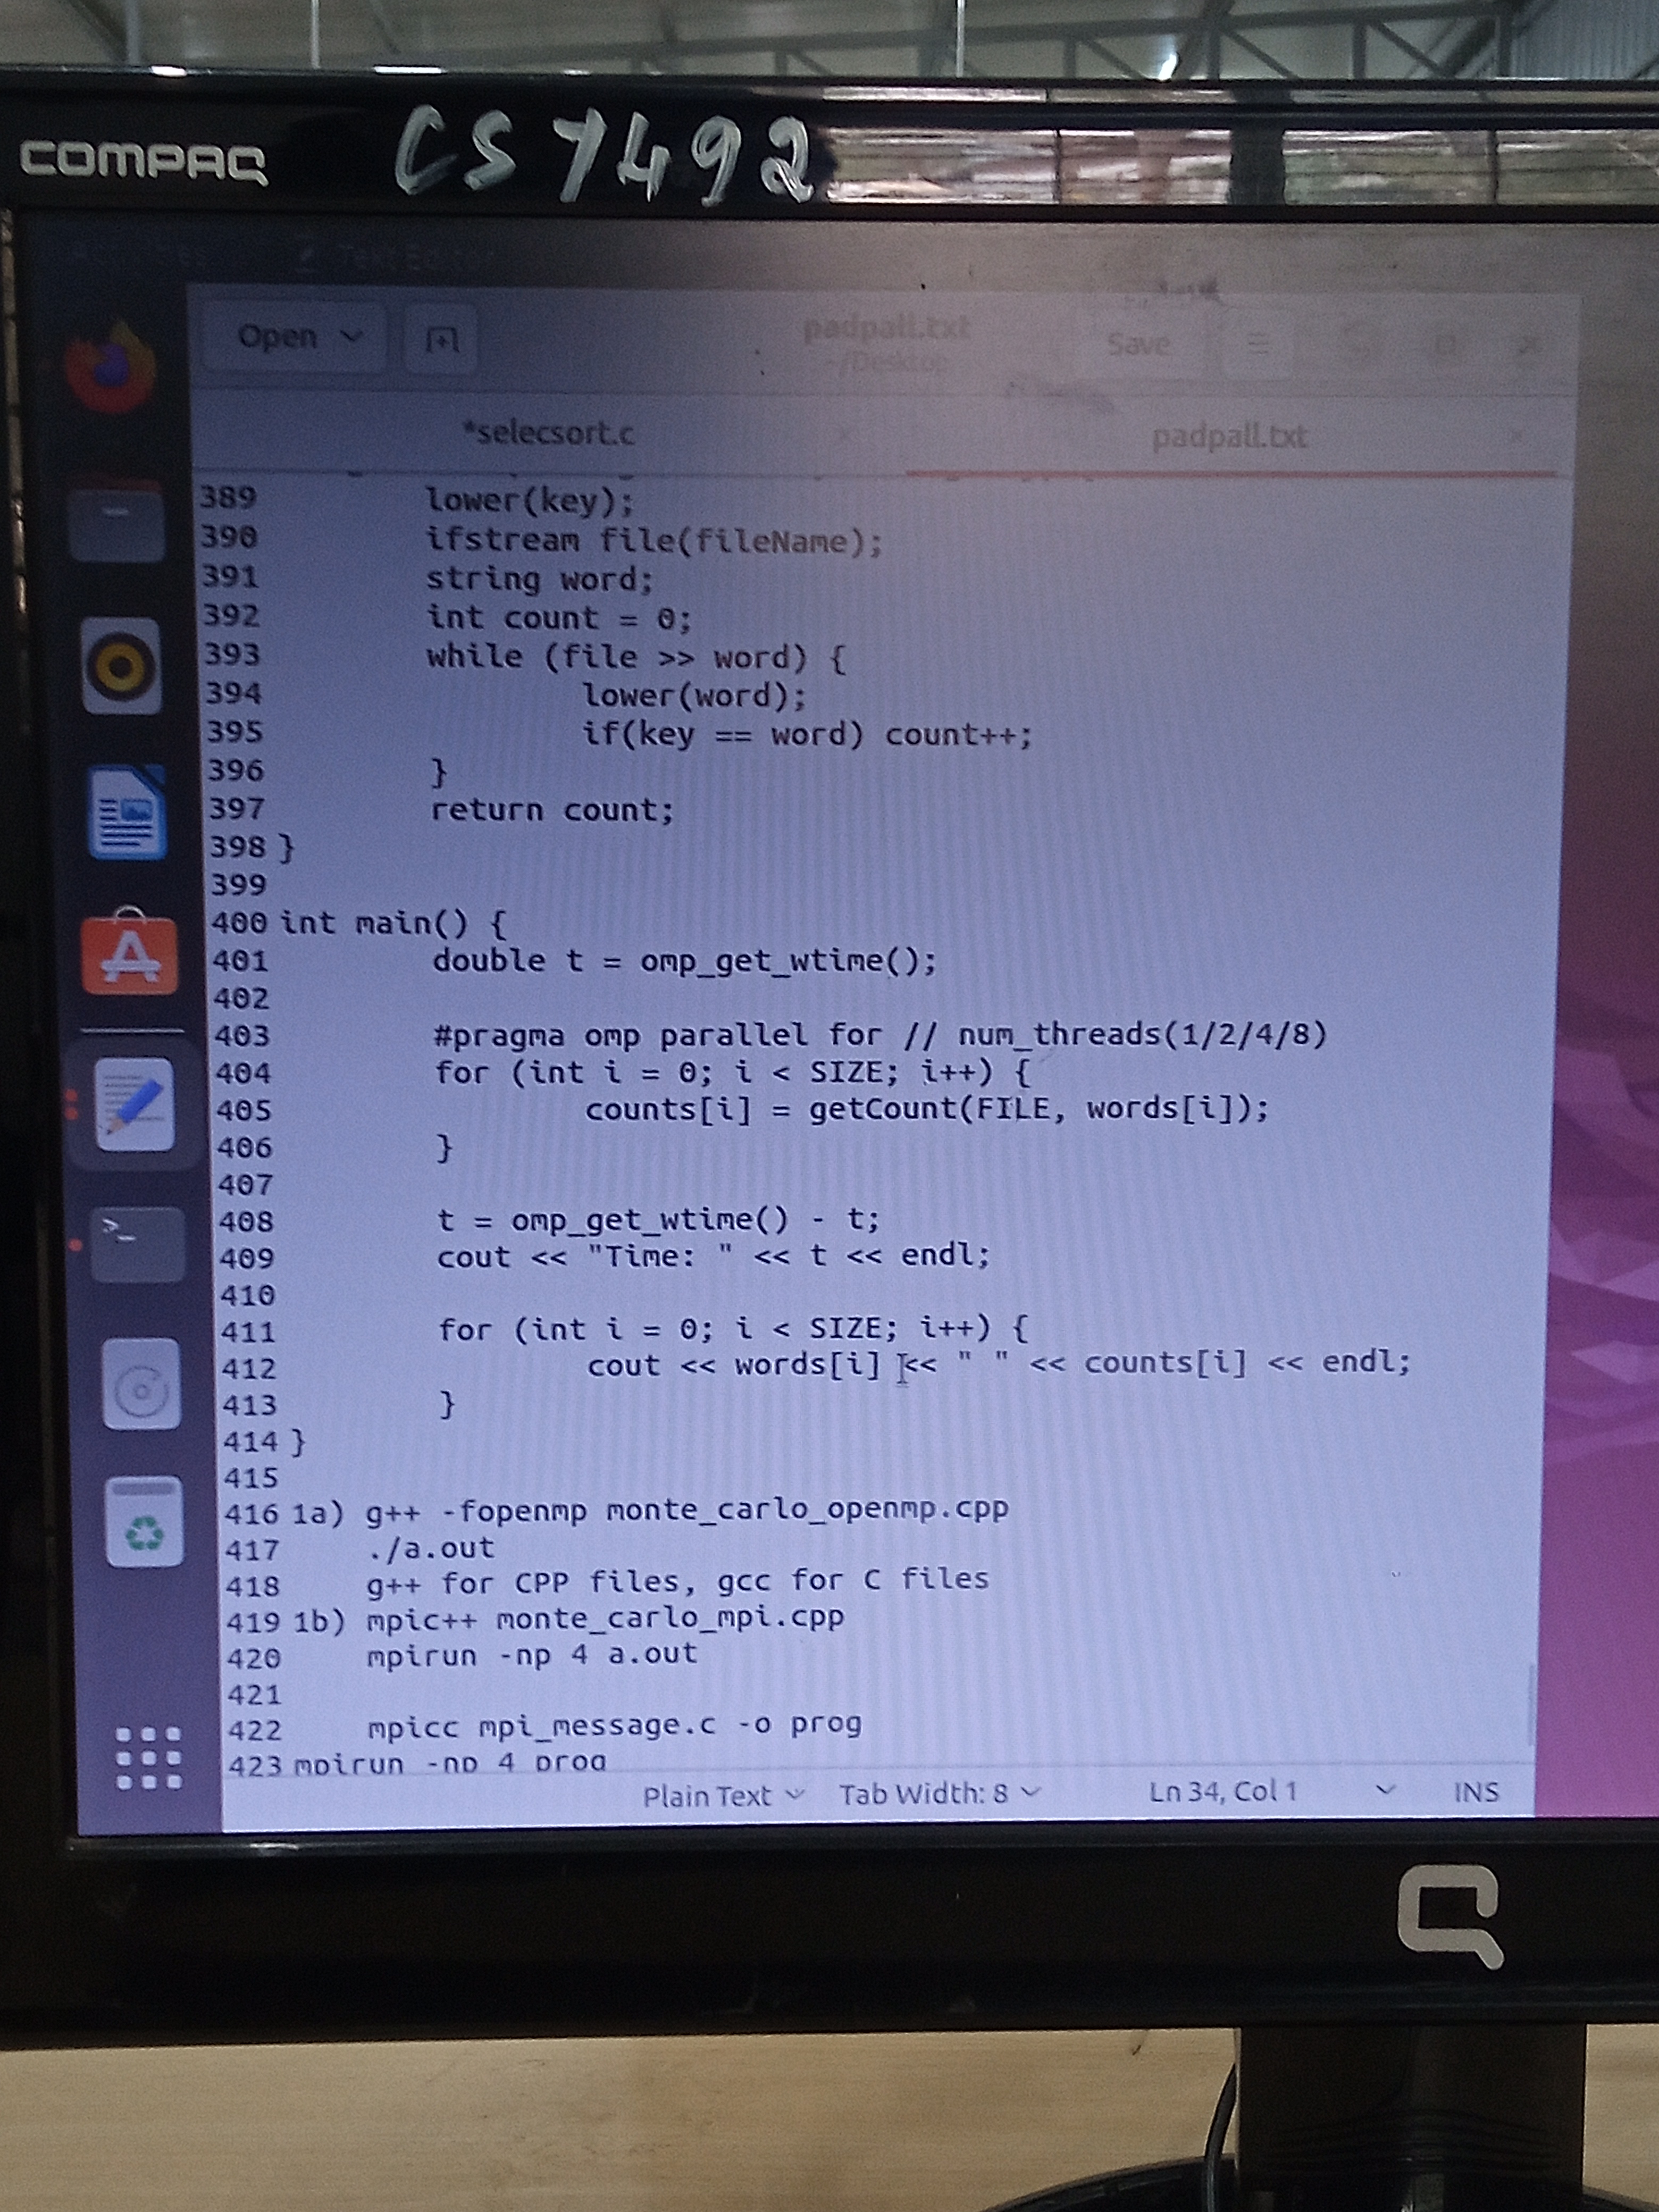 COMPAQ CS 7492
Text Editor
Open
padpall.txt
~/Desktop
Save
*selecsort.c
padpall.txt
389 lower(key);
390 ifstream file(fileName);
391 string word;
392 int count = 0;
393 while (file >> word) {
394 lower(word);
395 if(key == word) count++;
396 }
397 return count;
398 }
399
400 int main() {
401 double t = omp_get_wtime();
402
403 #pragma omp parallel for // num_threads(1/2/4/8)
404 for (int i = 0; i < SIZE; i++) {
405 counts[i] = getCount(FILE, words[i]);
406 }
407
408 t = omp_get_wtime() - t;
409 cout << "Time: " << t << endl;
410
411 for (int i = 0; i < SIZE; i++) {
412 cout << words[i] << " " << counts[i] << endl;
413 }
414 }
415
416 1a) g++ -fopenmp monte_carlo_openmp.cpp
417 ./a.out
418 g++ for CPP files, gcc for C files
419 1b) mpic++ monte_carlo_mpi.cpp
420 mpirun -np 4 a.out
421
422 mpicc mpi_message.c -o prog
423 mpirun -np 4 prog
Plain Text Tab Width: 8 Ln 34, Col 1 INS